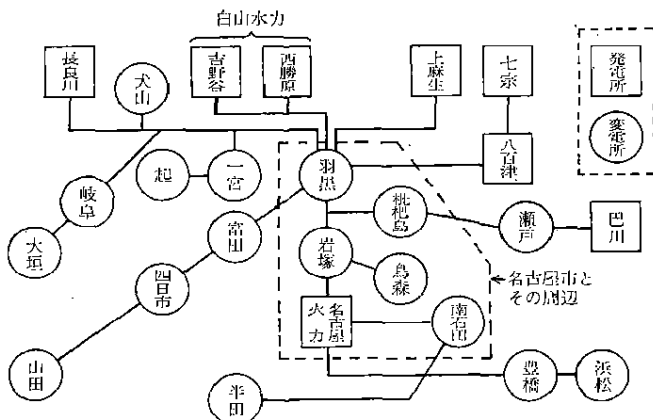 白山水力
長良川
犬山
吉野谷
西勝原
上麻生
七宗
発電所
変電所
八百津
起
一宮
羽黒
岐阜
枇杷島
瀬戸
巴川
大垣
富田
岩塚
鳥森
名古屋市と
その周辺
四日市
名古屋
火力
南石田
山田
半田
豊橋
浜松